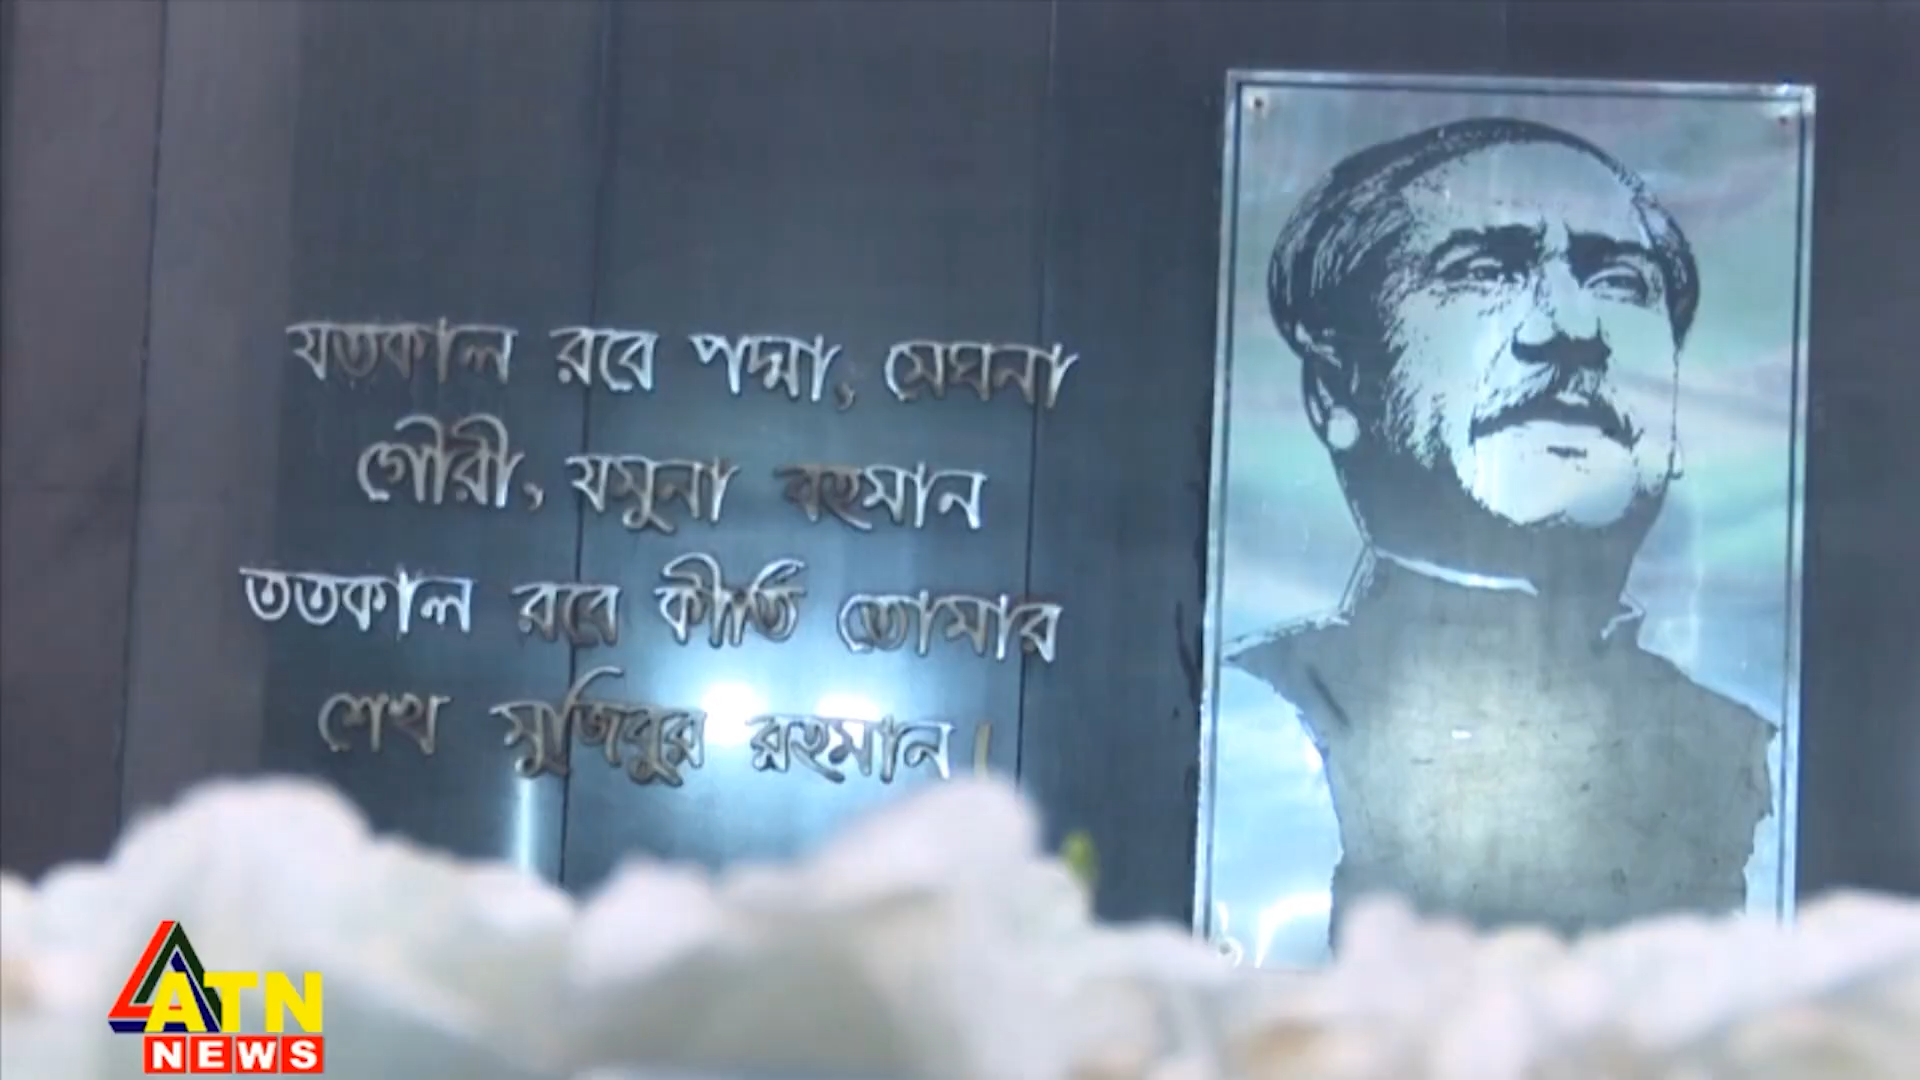 যতকাল রবে পদ্মা, মেঘনা
গৌরী, যমুনা বহমান
ততকাল রবে কীর্তি তোমার
শেখ মুজিবুর রহমান।
ATN
NEWS